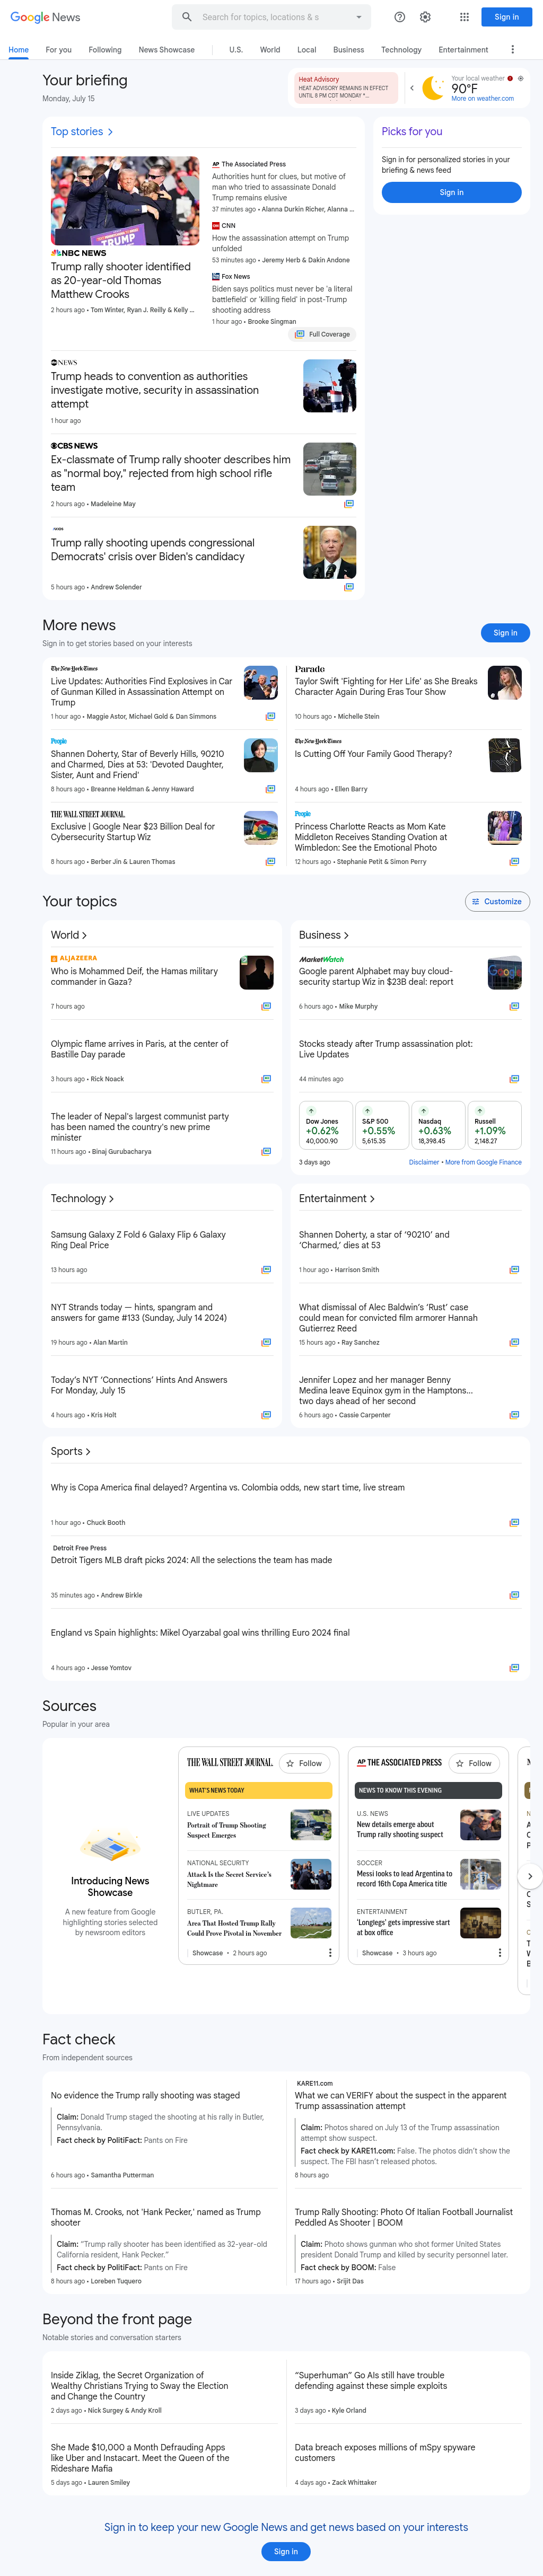 Google News
Search for topics, locations & s
Sign in
Home
For you
Following
News Showcase
U.S.
World
Local
Business
Technology
Entertainment
Your briefing
Monday, July 15
Heat Advisory
HEAT ADVISORY REMAINS IN EFFECT
UNTIL 8 PM CDT MONDAY *...
Your local weather
90°F
More on weather.com
Top stories
TRUMP
NBC NEWS
Trump rally shooter identified
as 20-year-old Thomas
Matthew Crooks
2 hours ago • Tom Winter, Ryan J. Reilly & Kelly ...
AP The Associated Press
Authorities hunt for clues, but motive of
man who tried to assassinate Donald
Trump remains elusive
37 minutes ago • Alanna Durkin Richer, Alanna ...
CNN
How the assassination attempt on Trump
unfolded
53 minutes ago • Jeremy Herb & Dakin Andone
Fox News
Biden says politics must never be 'a literal
battlefield' or 'killing field' in post-Trump
shooting address
1 hour ago • Brooke Singman
Full Coverage
abc NEWS
Trump heads to convention as authorities
investigate motive, security in assassination
attempt
1 hour ago
CBS NEWS
Ex-classmate of Trump rally shooter describes him
as "normal boy," rejected from high school rifle
team
2 hours ago • Madeleine May
AXIOS
Trump rally shooting upends congressional
Democrats' crisis over Biden's candidacy
5 hours ago • Andrew Solender
Picks for you
Sign in for personalized stories in your
briefing & news feed
Sign in
More news
Sign in to get stories based on your interests
Sign in
The New York Times
Live Updates: Authorities Find Explosives in Car
of Gunman Killed in Assassination Attempt on
Trump
1 hour ago • Maggie Astor, Michael Gold & Dan Simmons
Parade
Taylor Swift 'Fighting for Her Life' as She Breaks
Character Again During Eras Tour Show
10 hours ago • Michelle Stein
People
Shannen Doherty, Star of Beverly Hills, 90210
and Charmed, Dies at 53: 'Devoted Daughter,
Sister, Aunt and Friend'
8 hours ago • Breanne Heldman & Jenny Haward
The New York Times
Is Cutting Off Your Family Good Therapy?
4 hours ago • Ellen Barry
THE WALL STREET JOURNAL.
Exclusive | Google Near $23 Billion Deal for
Cybersecurity Startup Wiz
8 hours ago • Berber Jin & Lauren Thomas
People
Princess Charlotte Reacts as Mom Kate
Middleton Receives Standing Ovation at
Wimbledon: See the Emotional Photo
12 hours ago • Stephanie Petit & Simon Perry
Your topics
Customize
World
ALJAZEERA
Who is Mohammed Deif, the Hamas military
commander in Gaza?
7 hours ago
Olympic flame arrives in Paris, at the center of
Bastille Day parade
3 hours ago • Rick Noack
The leader of Nepal's largest communist party
has been named the country's new prime
minister
11 hours ago • Binaj Gurubacharya
Business
MarketWatch
Google parent Alphabet may buy cloud-
security startup Wiz in $23B deal: report
6 hours ago • Mike Murphy
Stocks steady after Trump assassination plot:
Live Updates
44 minutes ago
Dow Jones
+0.62%
40,000.90
S&P 500
+0.55%
5,615.35
Nasdaq
+0.63%
18,398.45
Russell
+1.09%
2,148.27
3 days ago
Disclaimer • More from Google Finance
Technology
Samsung Galaxy Z Fold 6 Galaxy Flip 6 Galaxy
Ring Deal Price
13 hours ago
NYT Strands today — hints, spangram and
answers for game #133 (Sunday, July 14 2024)
19 hours ago • Alan Martin
Today's NYT 'Connections' Hints And Answers
For Monday, July 15
4 hours ago • Kris Holt
Entertainment
Shannen Doherty, a star of '90210' and
'Charmed,' dies at 53
1 hour ago • Harrison Smith
What dismissal of Alec Baldwin's 'Rust' case
could mean for convicted film armorer Hannah
Gutierrez Reed
15 hours ago • Ray Sanchez
Jennifer Lopez and her manager Benny
Medina leave Equinox gym in the Hamptons...
two days ahead of her second
6 hours ago • Cassie Carpenter
Sports
Why is Copa America final delayed? Argentina vs. Colombia odds, new start time, live stream
1 hour ago • Chuck Booth
Detroit Free Press
Detroit Tigers MLB draft picks 2024: All the selections the team has made
35 minutes ago • Andrew Birkle
England vs Spain highlights: Mikel Oyarzabal goal wins thrilling Euro 2024 final
4 hours ago • Jesse Yomtov
Sources
Popular in your area
Introducing News
Showcase
A new feature from Google
highlighting stories selected
by newsroom editors
THE WALL STREET JOURNAL.
Follow
WHAT'S NEWS TODAY
LIVE UPDATES
Portrait of Trump Shooting
Suspect Emerges
NATIONAL SECURITY
Attack Is the Secret Service's
Nightmare
BUTLER, PA.
Area That Hosted Trump Rally
Could Prove Pivotal in November
Showcase • 2 hours ago
AP THE ASSOCIATED PRESS
Follow
NEWS TO KNOW THIS EVENING
U.S. NEWS
New details emerge about
Trump rally shooting suspect
SOCCER
Messi looks to lead Argentina to
record 16th Copa America title
ENTERTAINMENT
'Longlegs' gets impressive start
at box office
Showcase • 3 hours ago
Fact check
From independent sources
No evidence the Trump rally shooting was staged
Claim: Donald Trump staged the shooting at his rally in Butler,
Pennsylvania.
Fact check by PolitiFact: Pants on Fire
6 hours ago • Samantha Putterman
KARE11.com
What we can VERIFY about the suspect in the apparent
Trump assassination attempt
Claim: Photos shared on July 13 of the Trump assassination
attempt show suspect.
Fact check by KARE11.com: False. The photos didn't show the
suspect. The FBI hasn't released photos.
8 hours ago
Thomas M. Crooks, not 'Hank Pecker,' named as Trump
shooter
Claim: "Trump rally shooter has been identified as 32-year-old
California resident, Hank Pecker."
Fact check by PolitiFact: Pants on Fire
8 hours ago • Loreben Tuquero
Trump Rally Shooting: Photo Of Italian Football Journalist
Peddled As Shooter | BOOM
Claim: Photo shows gunman who shot former United States
president Donald Trump and killed by security personnel later.
Fact check by BOOM: False
17 hours ago • Srijit Das
Beyond the front page
Notable stories and conversation starters
Inside Ziklag, the Secret Organization of
Wealthy Christians Trying to Sway the Election
and Change the Country
2 days ago • Nick Surgey & Andy Kroll
"Superhuman" Go AIs still have trouble
defending against these simple exploits
3 days ago • Kyle Orland
She Made $10,000 a Month Defrauding Apps
like Uber and Instacart. Meet the Queen of the
Rideshare Mafia
5 days ago • Lauren Smiley
Data breach exposes millions of mSpy spyware
customers
4 days ago • Zack Whittaker
Sign in to keep your new Google News and get news based on your interests
Sign in